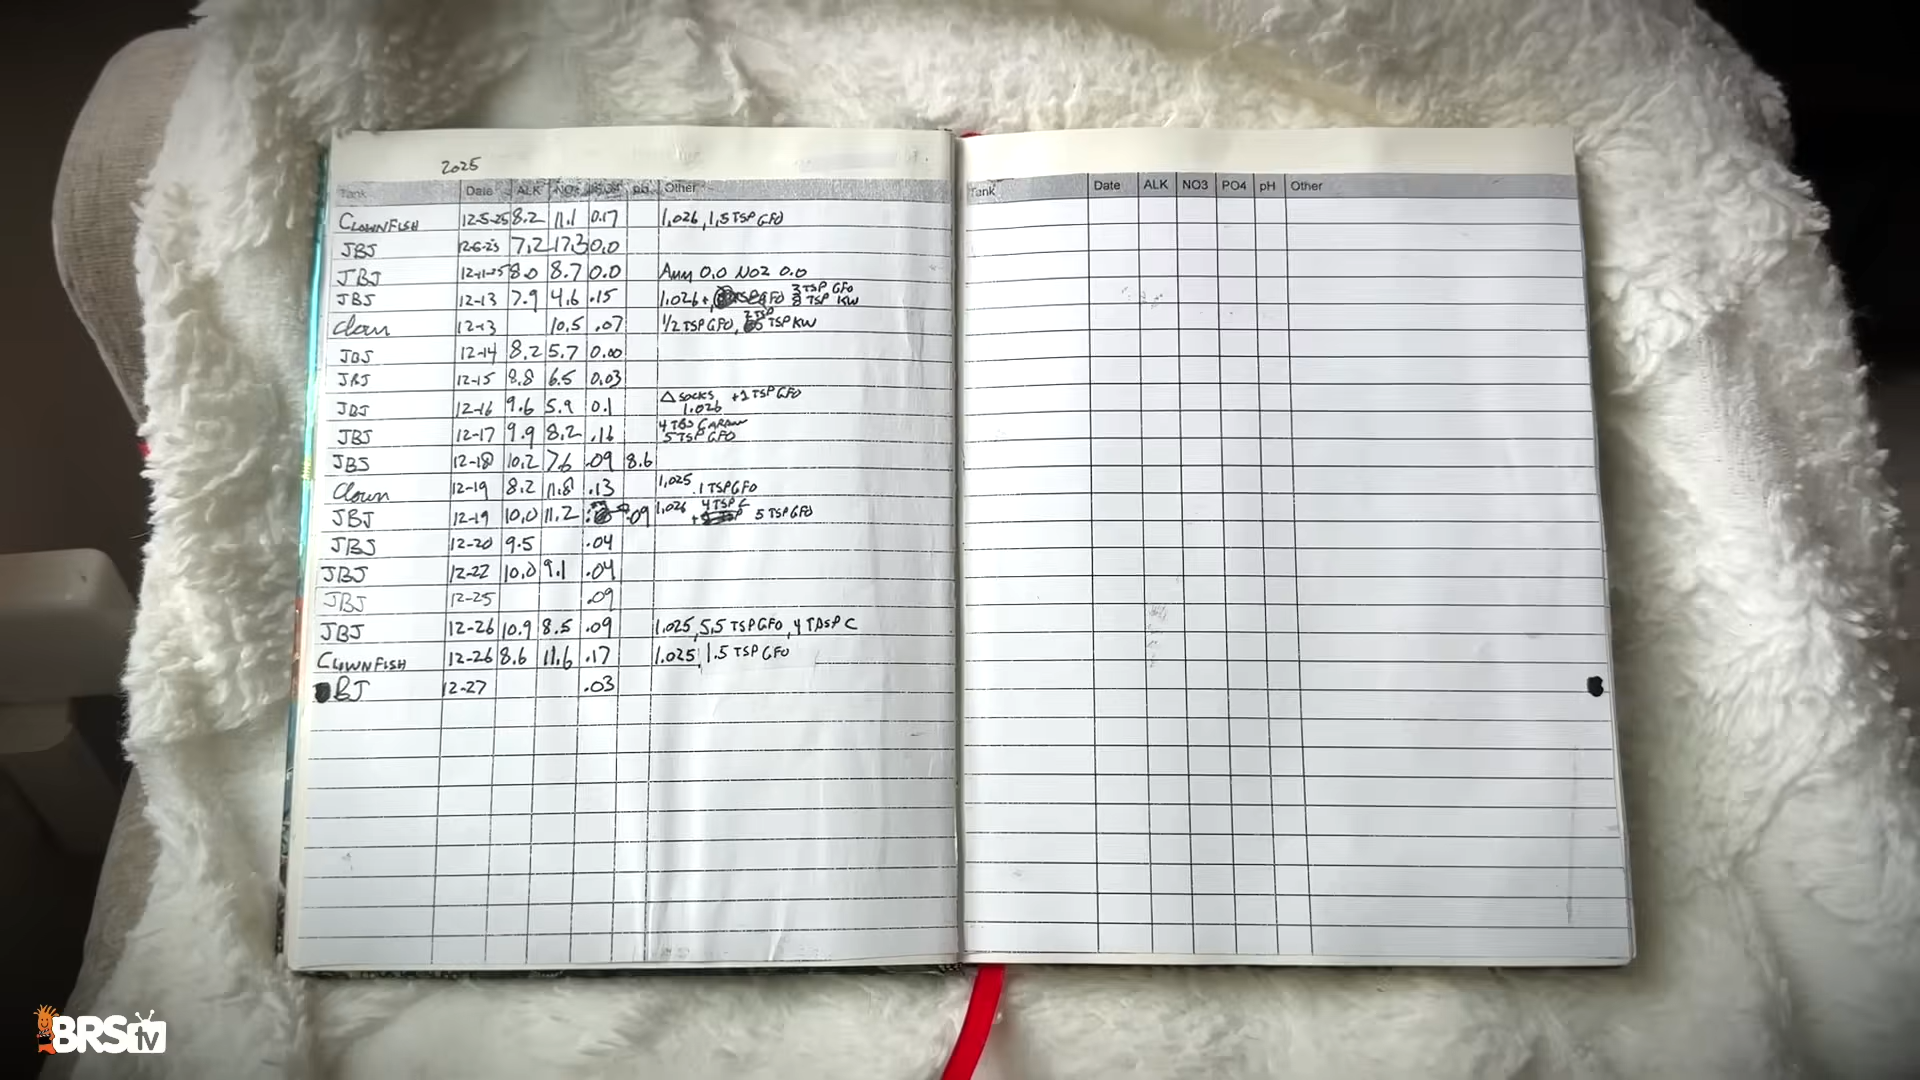 2025
Tank Date ALK NO3 PO4 pH Other
CLOWNFISH 12-5-25 8.2 11.1 0.17 1.026, 1.5 TSP GFO
JBJ 12-6-25 7.2 17.3 0.0
JBJ 12-11-25 8.0 8.7 0.0 Amm 0.0 NO2 0.0
JBJ 12-13 7.9 4.6 .15 1.026 + 3 TSP GFO
TSP KW
Clown 12-13 10.5 .07 1/2 TSP GFO, TSP KW
JBJ 12-14 8.2 5.7 0.00
JBJ 12-15 8.8 6.5 0.03
JBJ 12-16 9.6 5.9 0.1 Δ SOCKS, +2 TSP GFO
1.026
JBJ 12-17 9.9 8.2 .16 4 TBS
5 TSP GFO
JBJ 12-18 10.2 7.6 .09 8.6
Clown 12-19 8.2 11.8 .13 1.025 1 TSP GFO
JBJ 12-19 10.0 11.2 .09 1.026 4 TSP C
+ 5 TSP GFO
JBJ 12-20 9.5 .04
JBJ 12-22 10.0 9.1 .04
JBJ 12-25 .09
JBJ 12-26 10.9 8.5 .09 1.025, 5.5 TSP GFO, 4 TBSP C
CLOWNFISH 12-26 8.6 11.6 .17 1.025, 1.5 TSP GFO
BJ 12-27 .03
Tank Date ALK NO3 PO4 pH Other
BRStv